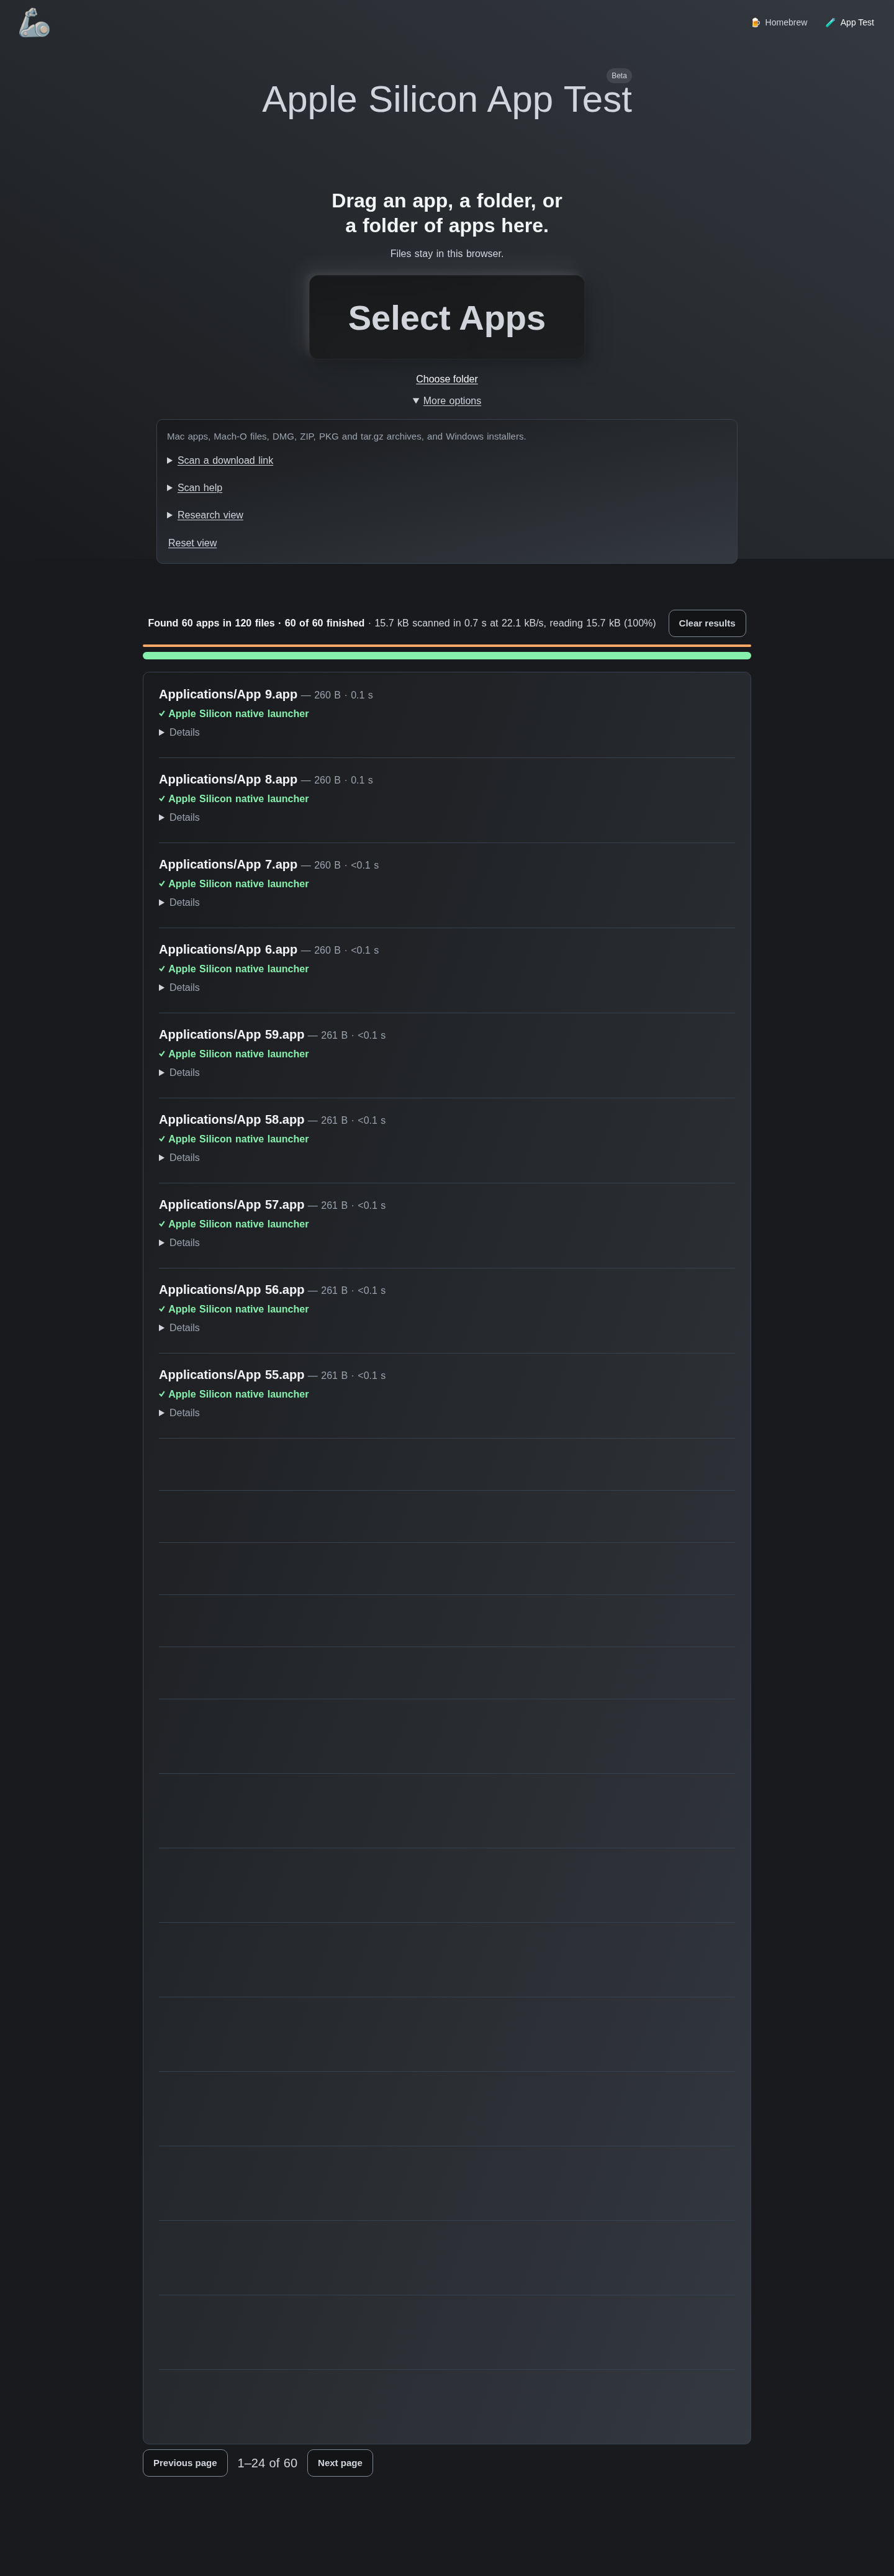 🍺 Homebrew
🧪 App Test
Beta
Apple Silicon App Test
Drag an app, a folder, or
a folder of apps here.
Files stay in this browser.
Select Apps
Choose folder
▼ More options
Mac apps, Mach-O files, DMG, ZIP, PKG and tar.gz archives, and Windows installers.
▶ Scan a download link
▶ Scan help
▶ Research view
Reset view
Found 60 apps in 120 files · 60 of 60 finished · 15.7 kB scanned in 0.7 s at 22.1 kB/s, reading 15.7 kB (100%)
Clear results
Applications/App 9.app — 260 B · 0.1 s
✓ Apple Silicon native launcher
▶ Details
Applications/App 8.app — 260 B · 0.1 s
✓ Apple Silicon native launcher
▶ Details
Applications/App 7.app — 260 B · <0.1 s
✓ Apple Silicon native launcher
▶ Details
Applications/App 6.app — 260 B · <0.1 s
✓ Apple Silicon native launcher
▶ Details
Applications/App 59.app — 261 B · <0.1 s
✓ Apple Silicon native launcher
▶ Details
Applications/App 58.app — 261 B · <0.1 s
✓ Apple Silicon native launcher
▶ Details
Applications/App 57.app — 261 B · <0.1 s
✓ Apple Silicon native launcher
▶ Details
Applications/App 56.app — 261 B · <0.1 s
✓ Apple Silicon native launcher
▶ Details
Applications/App 55.app — 261 B · <0.1 s
✓ Apple Silicon native launcher
▶ Details
Previous page
1–24 of 60
Next page